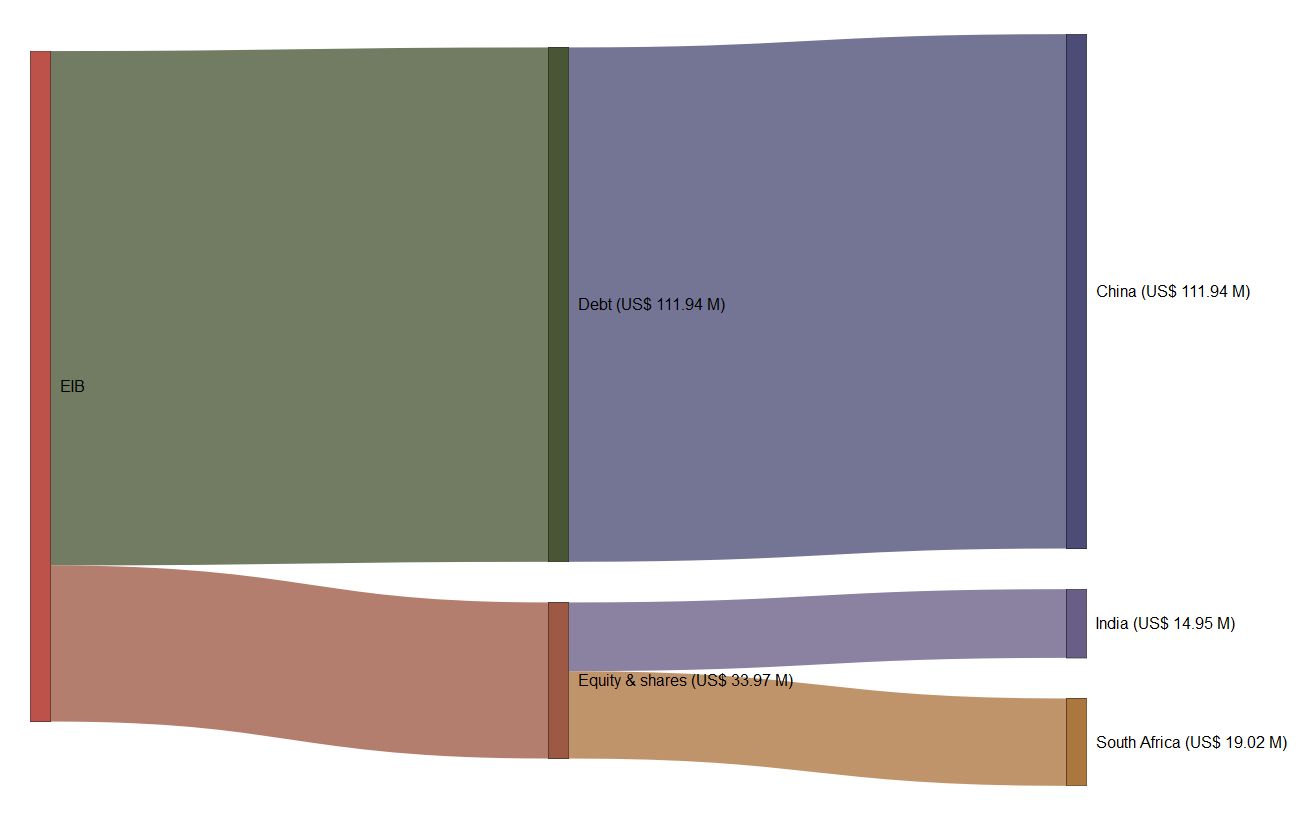 EIB
Debt (US$ 111.94 M)
Equity & shares (US$ 33.97 M)
China (US$ 111.94 M)
India (US$ 14.95 M)
South Africa (US$ 19.02 M)